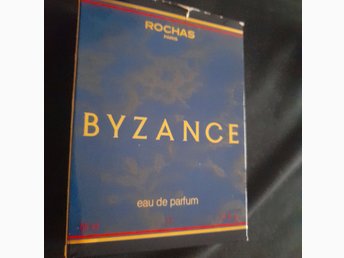 ROCHAS
PARIS
BYZANCE
eau de parfum